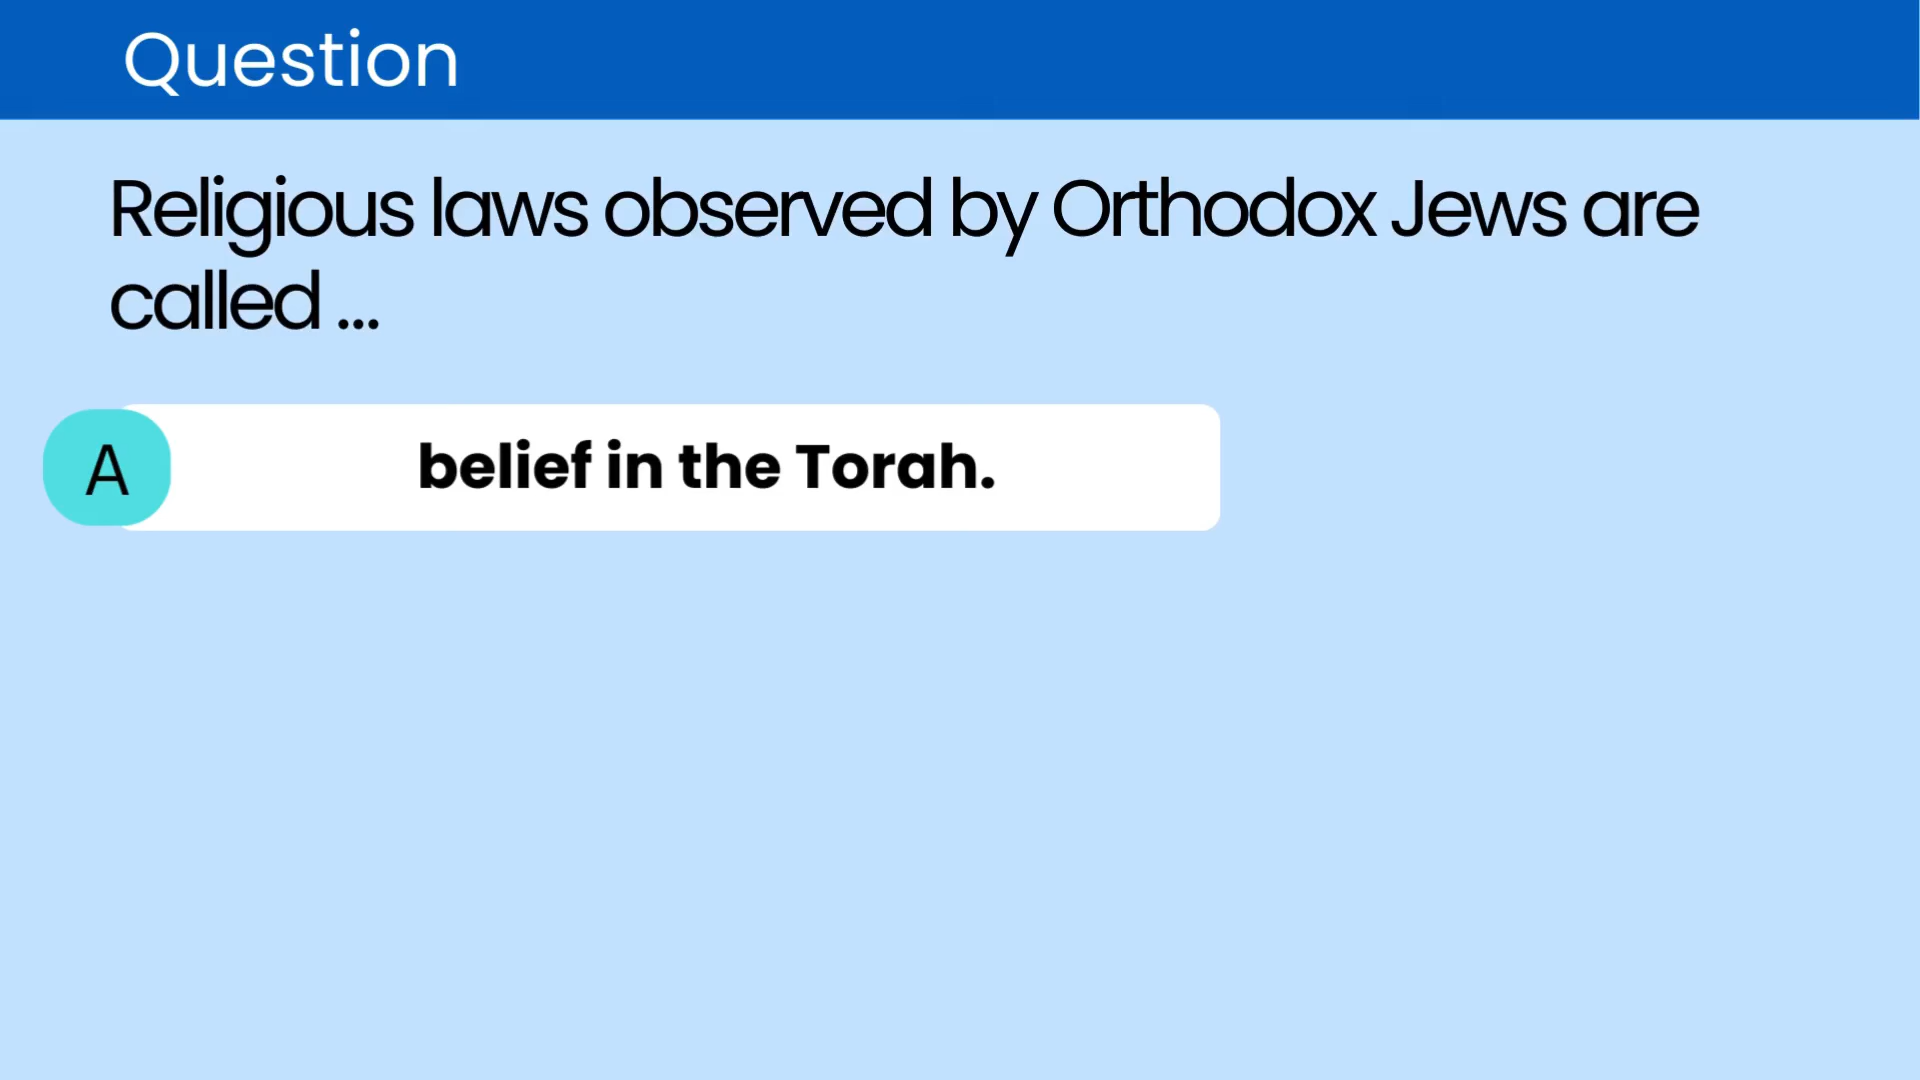 Question
Religious laws observed by Orthodox Jews are
called ...
A
belief in the Torah.